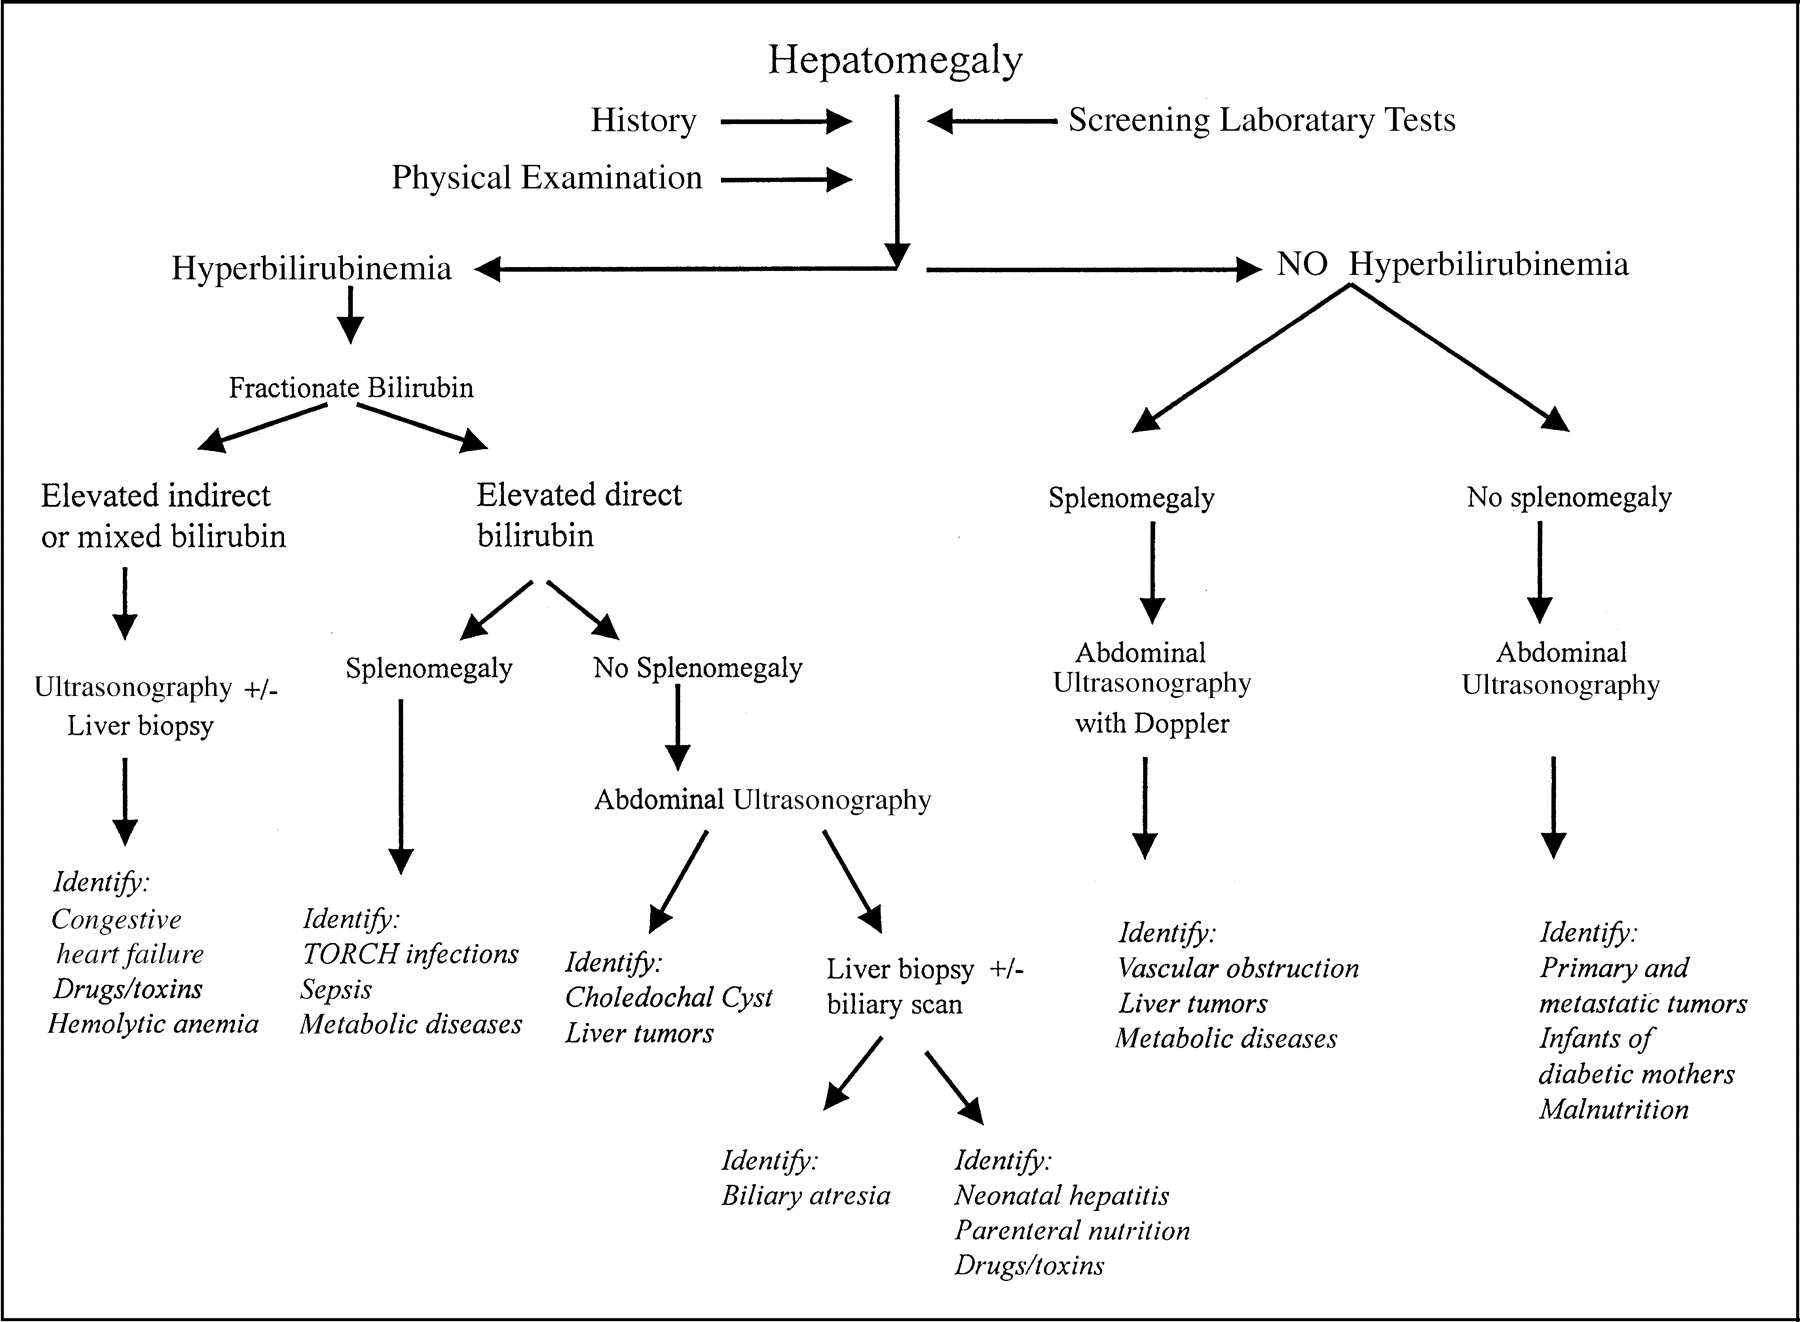 Hepatomegaly
History
Screening Laboratary Tests
Physical Examination
Hyperbilirubinemia
NO Hyperbilirubinemia
Fractionate Bilirubin
Elevated indirect
or mixed bilirubin
Elevated direct
bilirubin
Splenomegaly
No splenomegaly
Ultrasonography +/-
Liver biopsy
Splenomegaly
No Splenomegaly
Abdominal
Ultrasonography
with Doppler
Abdominal
Ultrasonography
Abdominal Ultrasonography
Identify:
Congestive
heart failure
Drugs/toxins
Hemolytic anemia
Identify:
TORCH infections
Sepsis
Metabolic diseases
Identify:
Choledochal Cyst
Liver tumors
Liver biopsy +/-
biliary scan
Identify:
Vascular obstruction
Liver tumors
Metabolic diseases
Identify:
Primary and
metastatic tumors
Infants of
diabetic mothers
Malnutrition
Identify:
Biliary atresia
Identify:
Neonatal hepatitis
Parenteral nutrition
Drugs/toxins